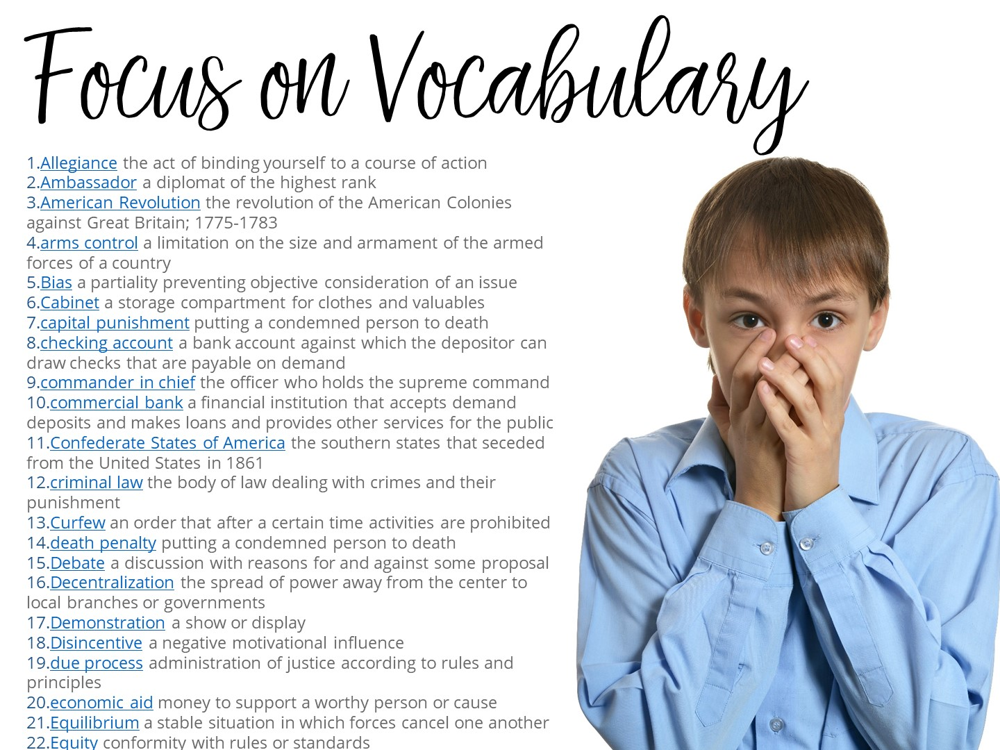 Focus on Vocabulary
1.Allegiance the act of binding yourself to a course of action
2.Ambassador a diplomat of the highest rank
3.American Revolution the revolution of the American Colonies
against Great Britain; 1775-1783
4.arms control a limitation on the size and armament of the armed
forces of a country
5.Bias a partiality preventing objective consideration of an issue
6.Cabinet a storage compartment for clothes and valuables
7.capital punishment putting a condemned person to death
8.checking account a bank account against which the depositor can
draw checks that are payable on demand
9.commander in chief the officer who holds the supreme command
10.commercial bank a financial institution that accepts demand
deposits and makes loans and provides other services for the public
11.Confederate States of America the southern states that seceded
from the United States in 1861
12.criminal law the body of law dealing with crimes and their
punishment
13.Curfew an order that after a certain time activities are prohibited
14.death penalty putting a condemned person to death
15.Debate a discussion with reasons for and against some proposal
16.Decentralization the spread of power away from the center to
local branches or governments
17.Demonstration a show or display
18.Disincentive a negative motivational influence
19.due process administration of justice according to rules and
principles
20.economic aid money to support a worthy person or cause
21.Equilibrium a stable situation in which forces cancel one another
22.Equity conformity with rules or standards